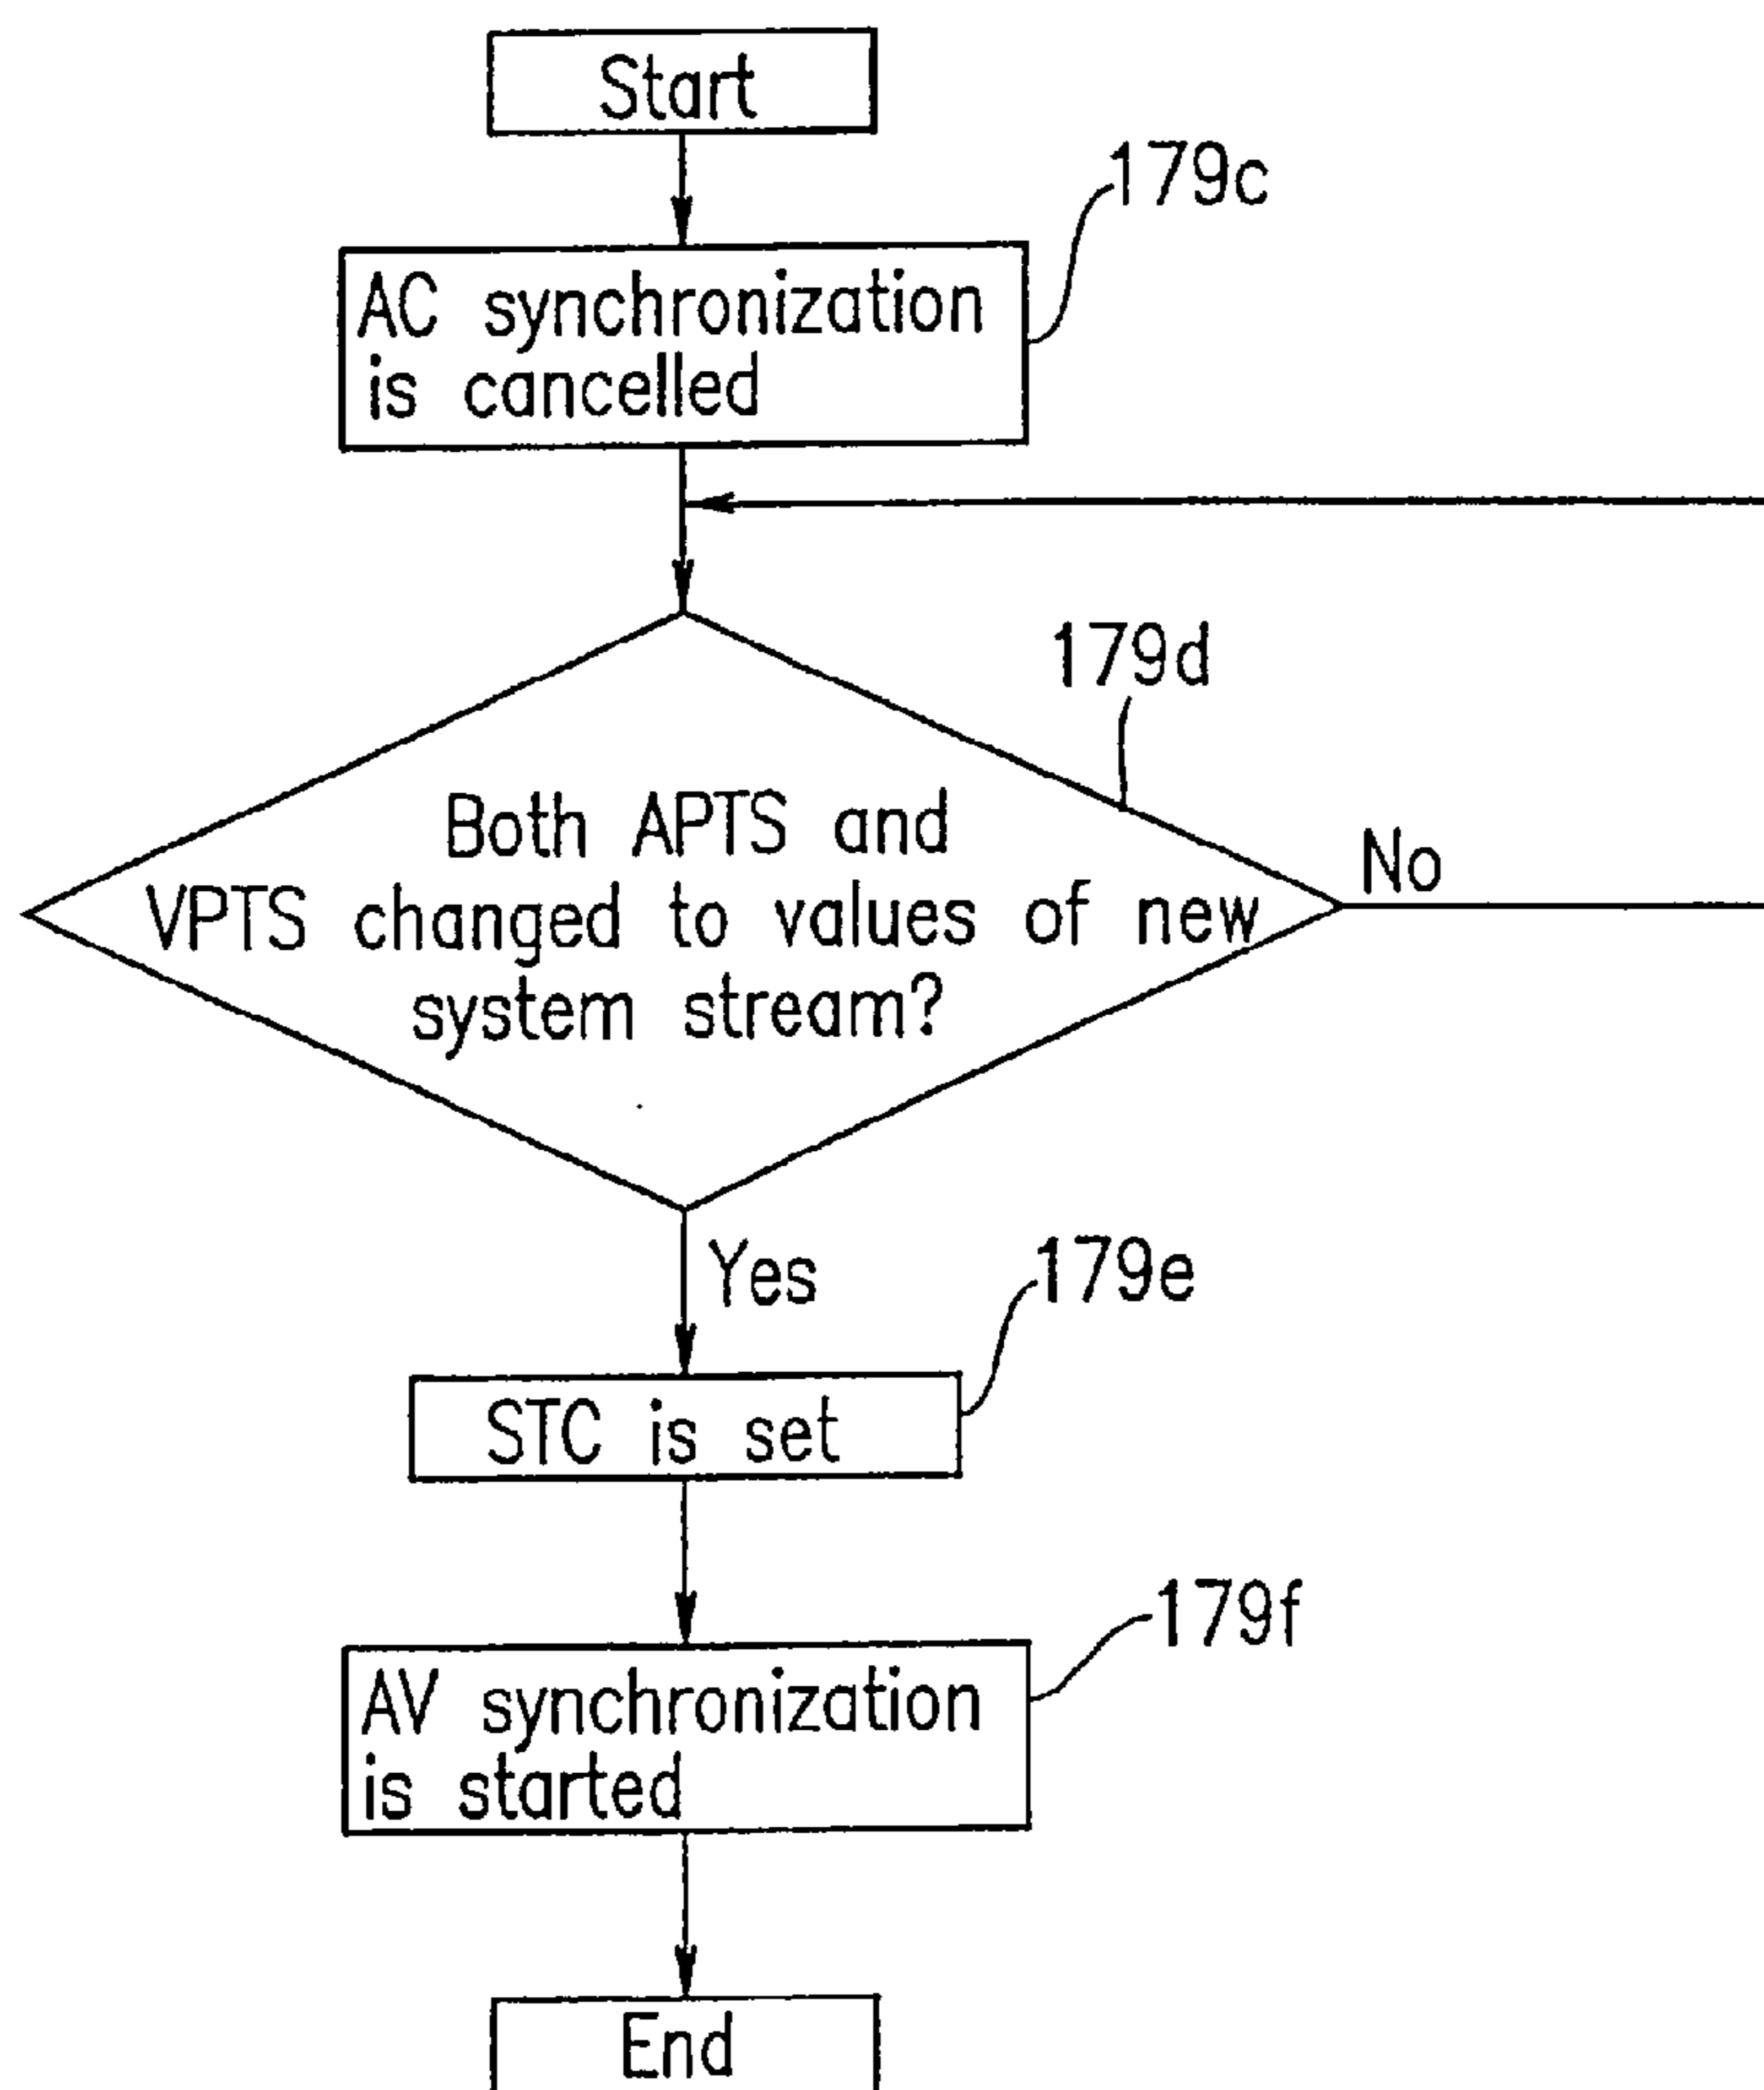 Start
179c
AC synchronization
is cancelled
179d
Both APTS and
No
VPTS changed to values of new
system stream?
Yes
179e
STC is set
179f
AV synchronization
is started
End